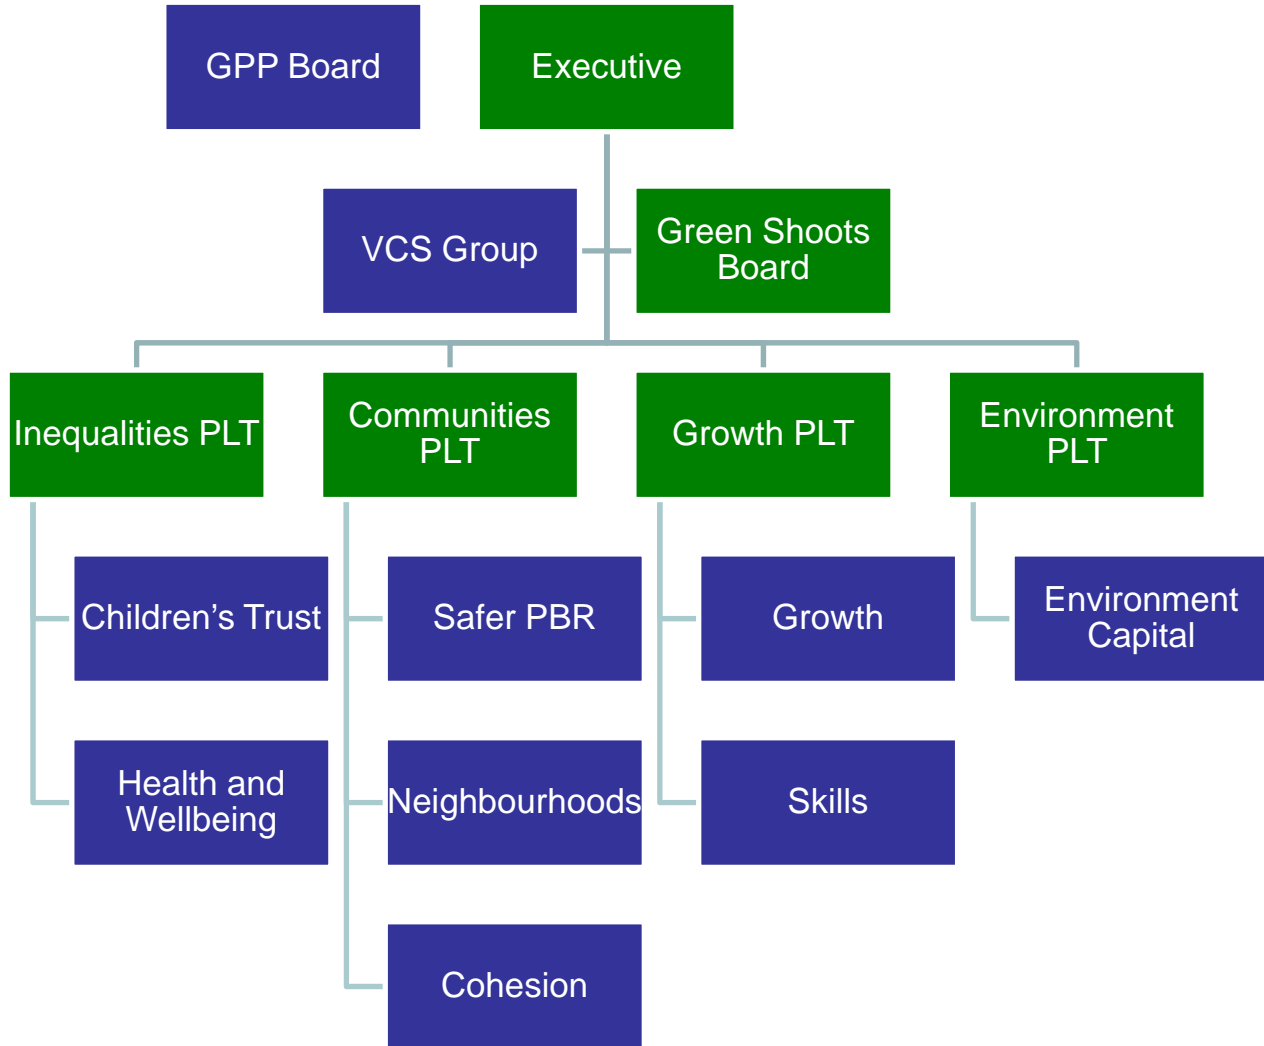 GPP Board
Executive
VCS Group
Green Shoots
Board
Inequalities PLT
Communities
PLT
Growth PLT
Environment
PLT
Children’s Trust
Safer PBR
Growth
Environment
Capital
Health and
Wellbeing
Neighbourhoods
Skills
Cohesion